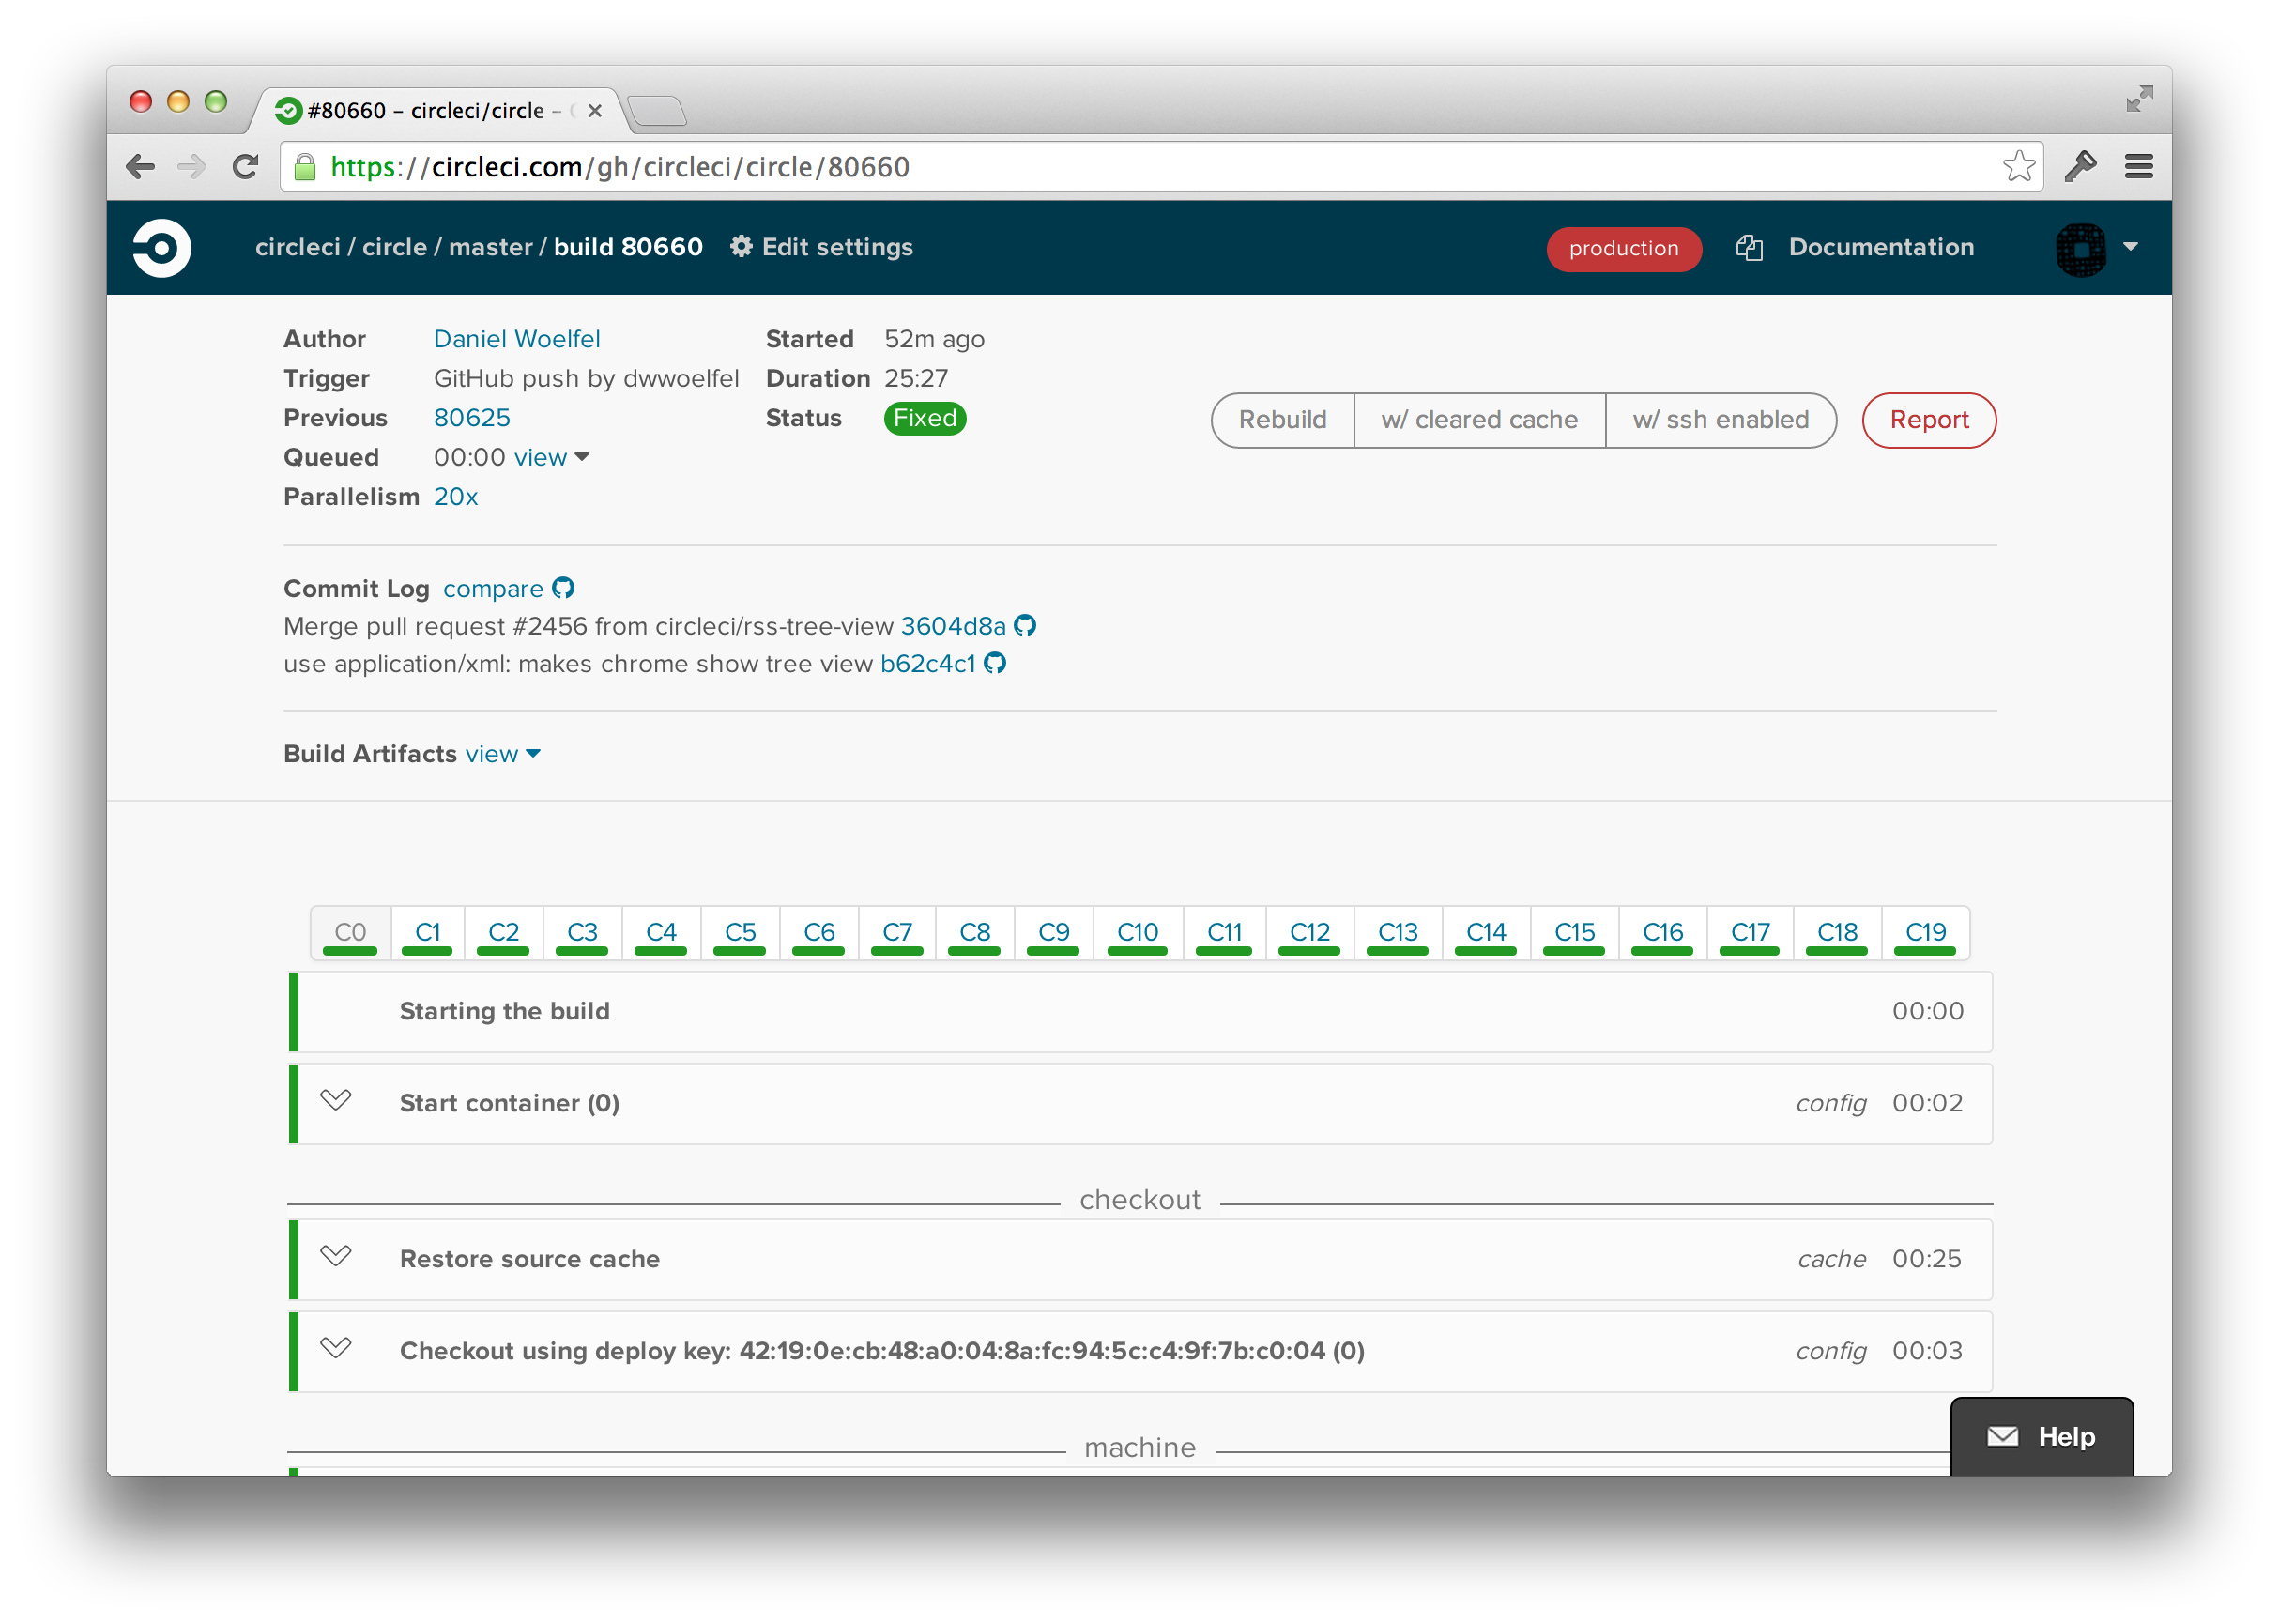 #80660 – circleci/circle –
https://circleci.com/gh/circleci/circle/80660
circleci / circle / master / build 80660 Edit settings production Documentation
Author Daniel Woelfel Started 52m ago
Trigger GitHub push by dwwoelfel Duration 25:27
Previous 80625 Status Fixed
Rebuild w/ cleared cache w/ ssh enabled Report
Queued 00:00 view
Parallelism 20x
Commit Log compare
Merge pull request #2456 from circleci/rss-tree-view 3604d8a
use application/xml: makes chrome show tree view b62c4c1
Build Artifacts view
C0 C1 C2 C3 C4 C5 C6 C7 C8 C9 C10 C11 C12 C13 C14 C15 C16 C17 C18 C19
Starting the build 00:00
Start container (0) config 00:02
checkout
Restore source cache cache 00:25
Checkout using deploy key: 42:19:0e:cb:48:a0:04:8a:fc:94:5c:c4:9f:7b:c0:04 (0) config 00:03
machine
Help